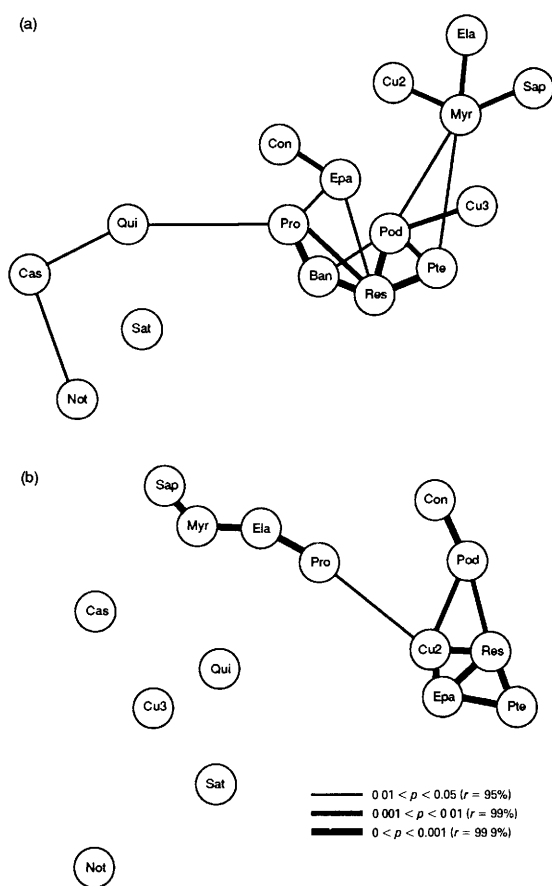 (a)
Ela
Cu2
Sap
Myr
Con
Epa
Cu3
Qui
Pro
Pod
Cas
Ban
Pte
Res
Sat
Not
(b)
Sap
Con
Myr
Ela
Pro
Pod
Cas
Cu2
Res
Qui
Epa
Pte
Cu3
Sat
0 01 < p < 0.05 (r = 95%)
0 001 < p < 0 01 (r = 99%)
0 < p < 0.001 (r = 99 9%)
Not